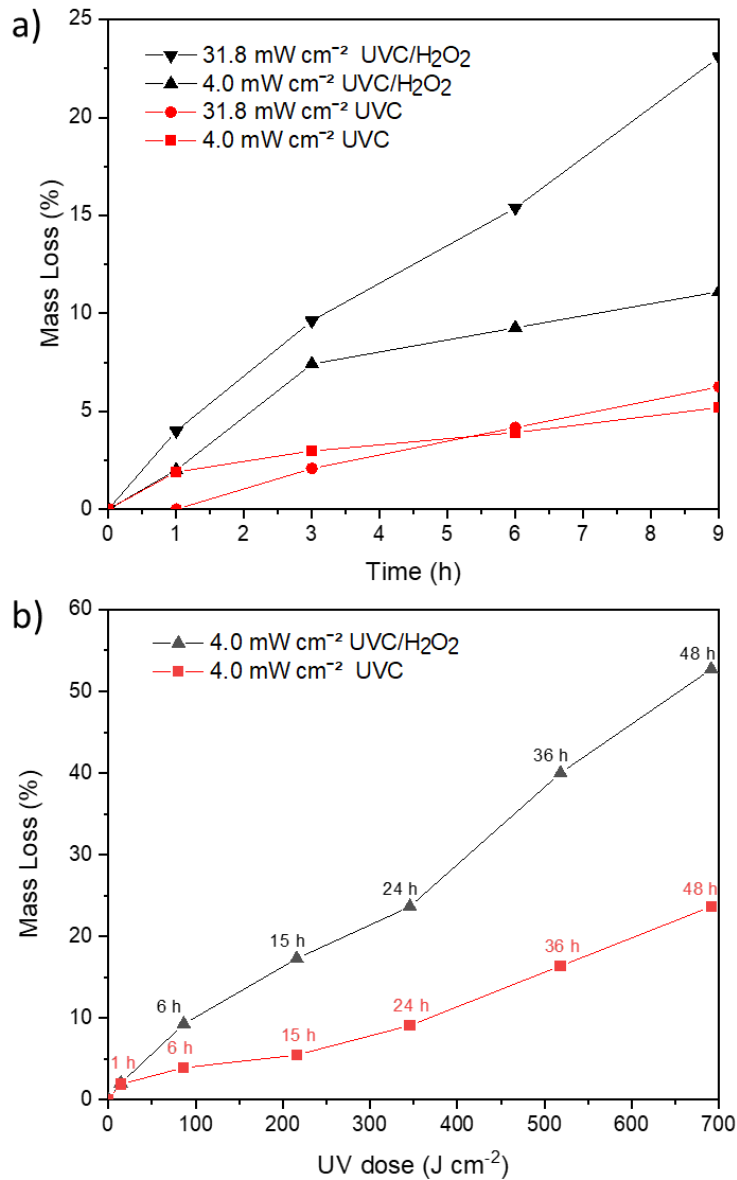 a)
31.8 mW cm⁻² UVC/H₂O₂
4.0 mW cm⁻² UVC/H₂O₂
31.8 mW cm⁻² UVC
4.0 mW cm⁻² UVC
Mass Loss (%)
25
20
15
10
5
0
0 1 2 3 4 5 6 7 8 9
Time (h)
b)
4.0 mW cm⁻² UVC/H₂O₂
4.0 mW cm⁻² UVC
Mass Loss (%)
60
50
40
30
20
10
0
48 h
36 h
24 h
15 h
6 h
48 h
36 h
24 h
15 h
6 h
1 h
0 100 200 300 400 500 600 700
UV dose (J cm⁻²)